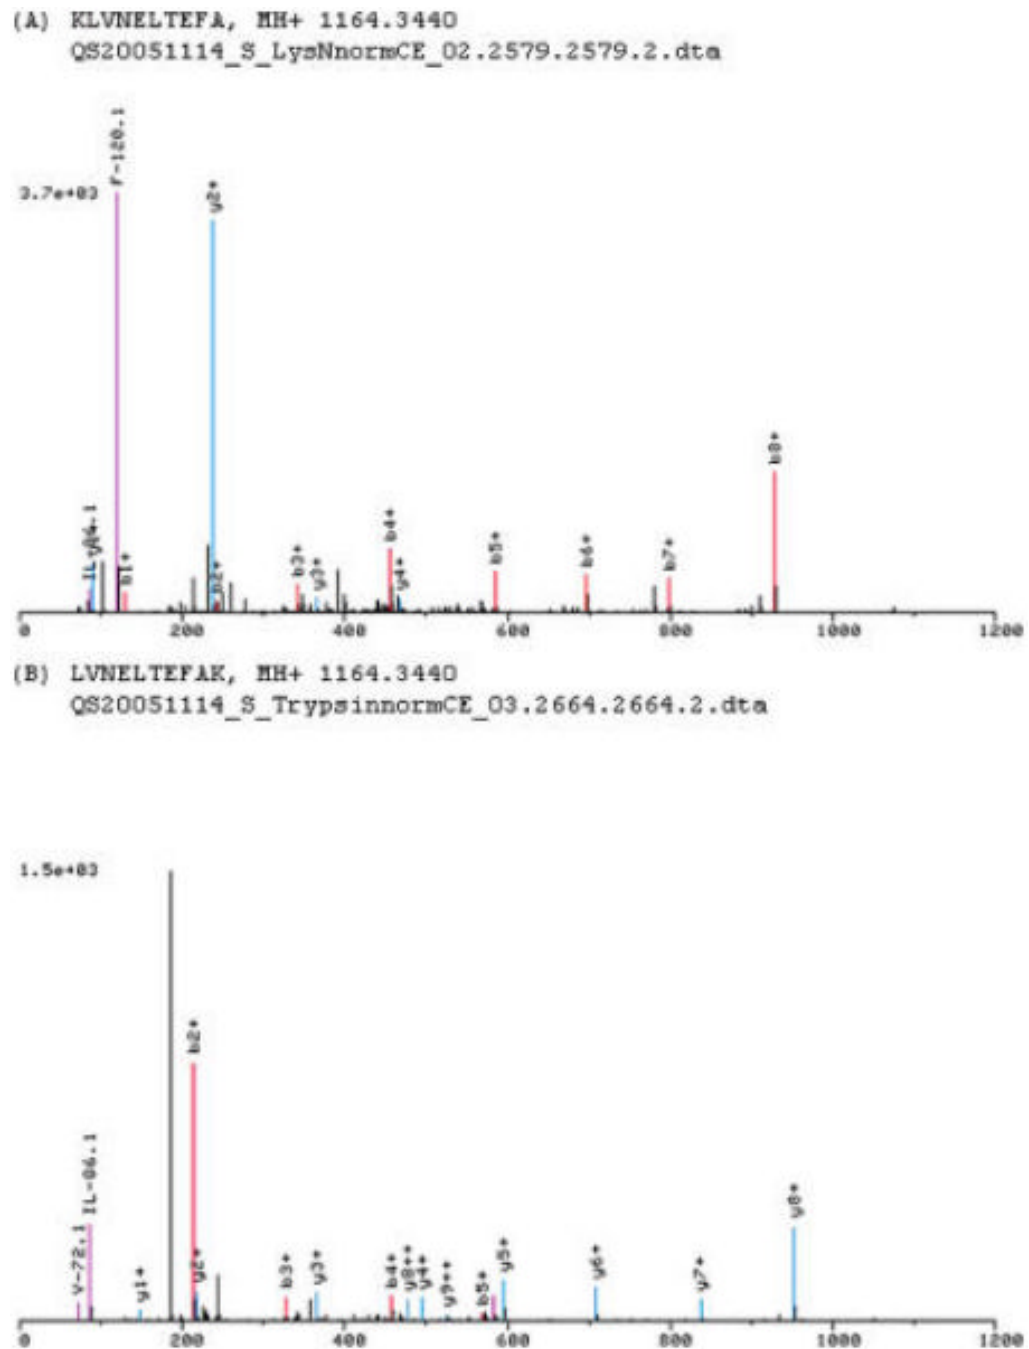 (A) KLVNELTEFA, MH+ 1164.3440
QS20051114_S_LysNnormCE_02.2579.2579.2.dta
F-120.1
3.7e+03
y2+
b8+
b4+
b1+
b2+
b3+
y3+
y4+
b5+
b6+
b7+
0 200 400 600 800 1000 1200
(B) LVNELTEFAK, MH+ 1164.3440
QS20051114_S_TrypsinnormCE_03.2664.2664.2.dta
1.5e+03
b2+
IL-86.1
V-72.1
y1+
y2+
b3+
y3+
b4+
y8++
y4+
y9++
b5+
y5+
y6+
y7+
y8+
0 200 400 600 800 1000 1200